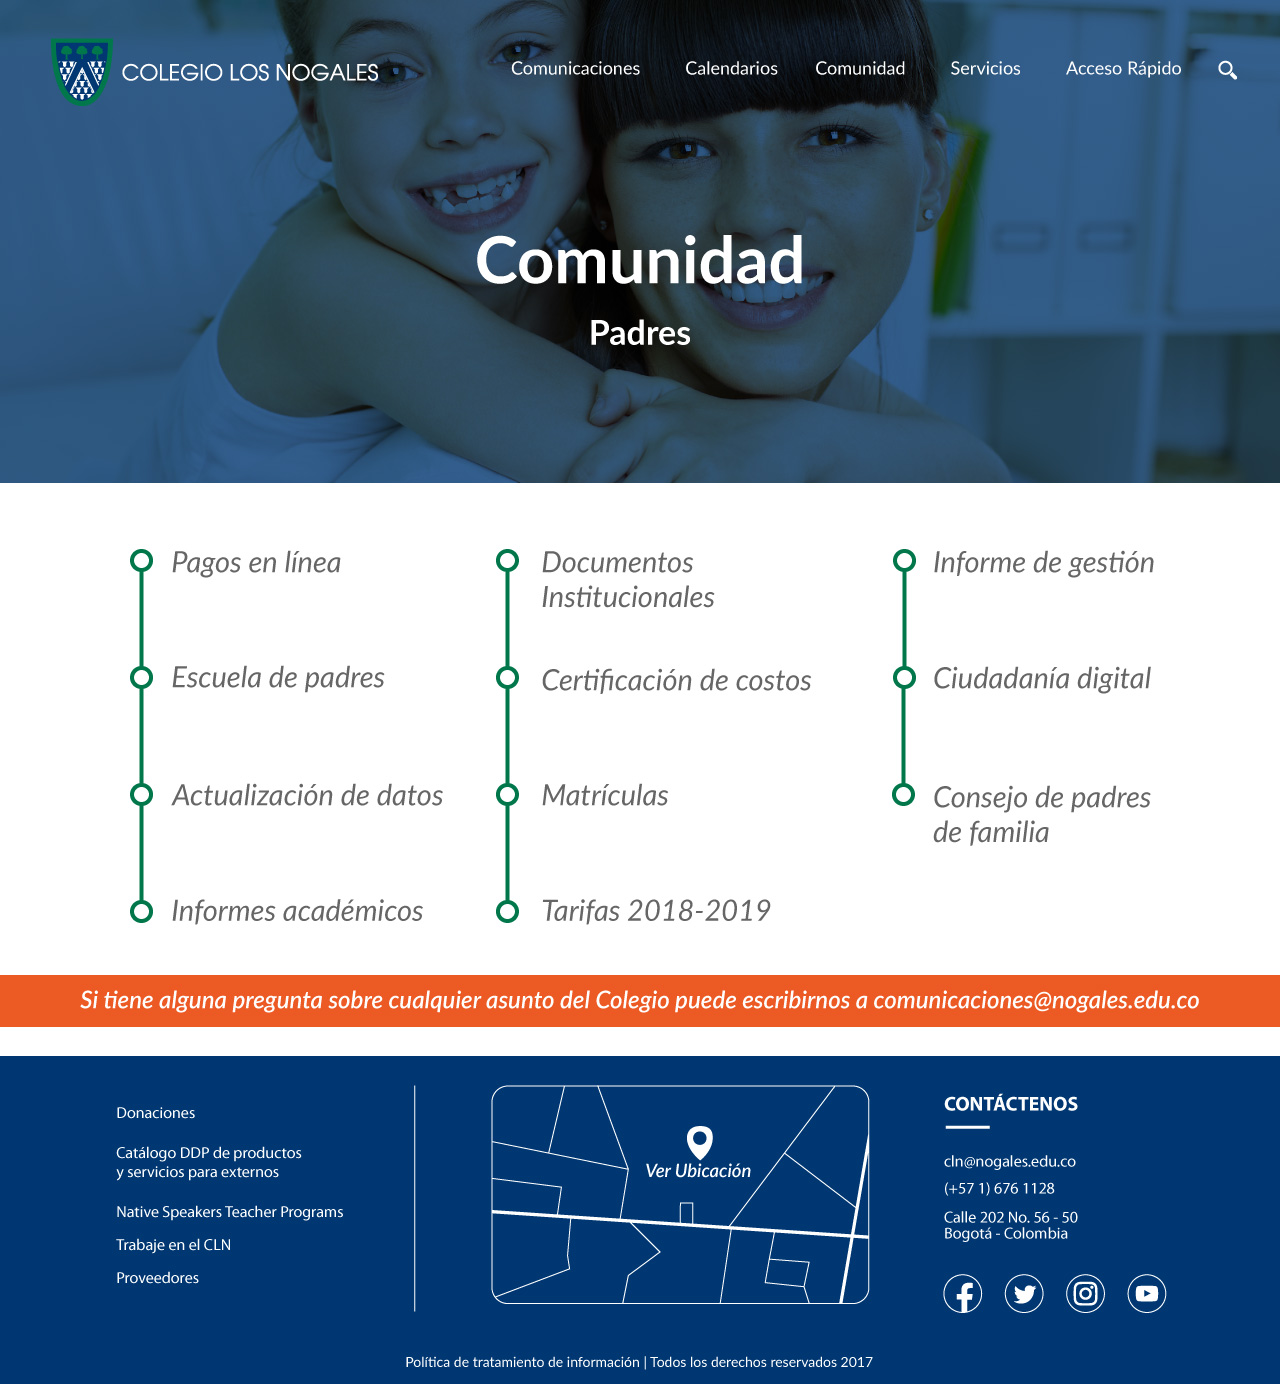 COLEGIO LOS NOGALES
Comunicaciones
Calendarios
Comunidad
Servicios
Acceso Rápido
Comunidad
Padres
Pagos en línea
Escuela de padres
Actualización de datos
Informes académicos
Documentos
Institucionales
Certificación de costos
Matrículas
Tarifas 2018-2019
Informe de gestión
Ciudadanía digital
Consejo de padres
de familia
Si tiene alguna pregunta sobre cualquier asunto del Colegio puede escribirnos a comunicaciones@nogales.edu.co
Donaciones
Catálogo DDP de productos
y servicios para externos
Native Speakers Teacher Programs
Trabaje en el CLN
Proveedores
Ver Ubicación
CONTÁCTENOS
cln@nogales.edu.co
(+57 1) 676 1128
Calle 202 No. 56 - 50
Bogotá - Colombia
Política de tratamiento de información | Todos los derechos reservados 2017